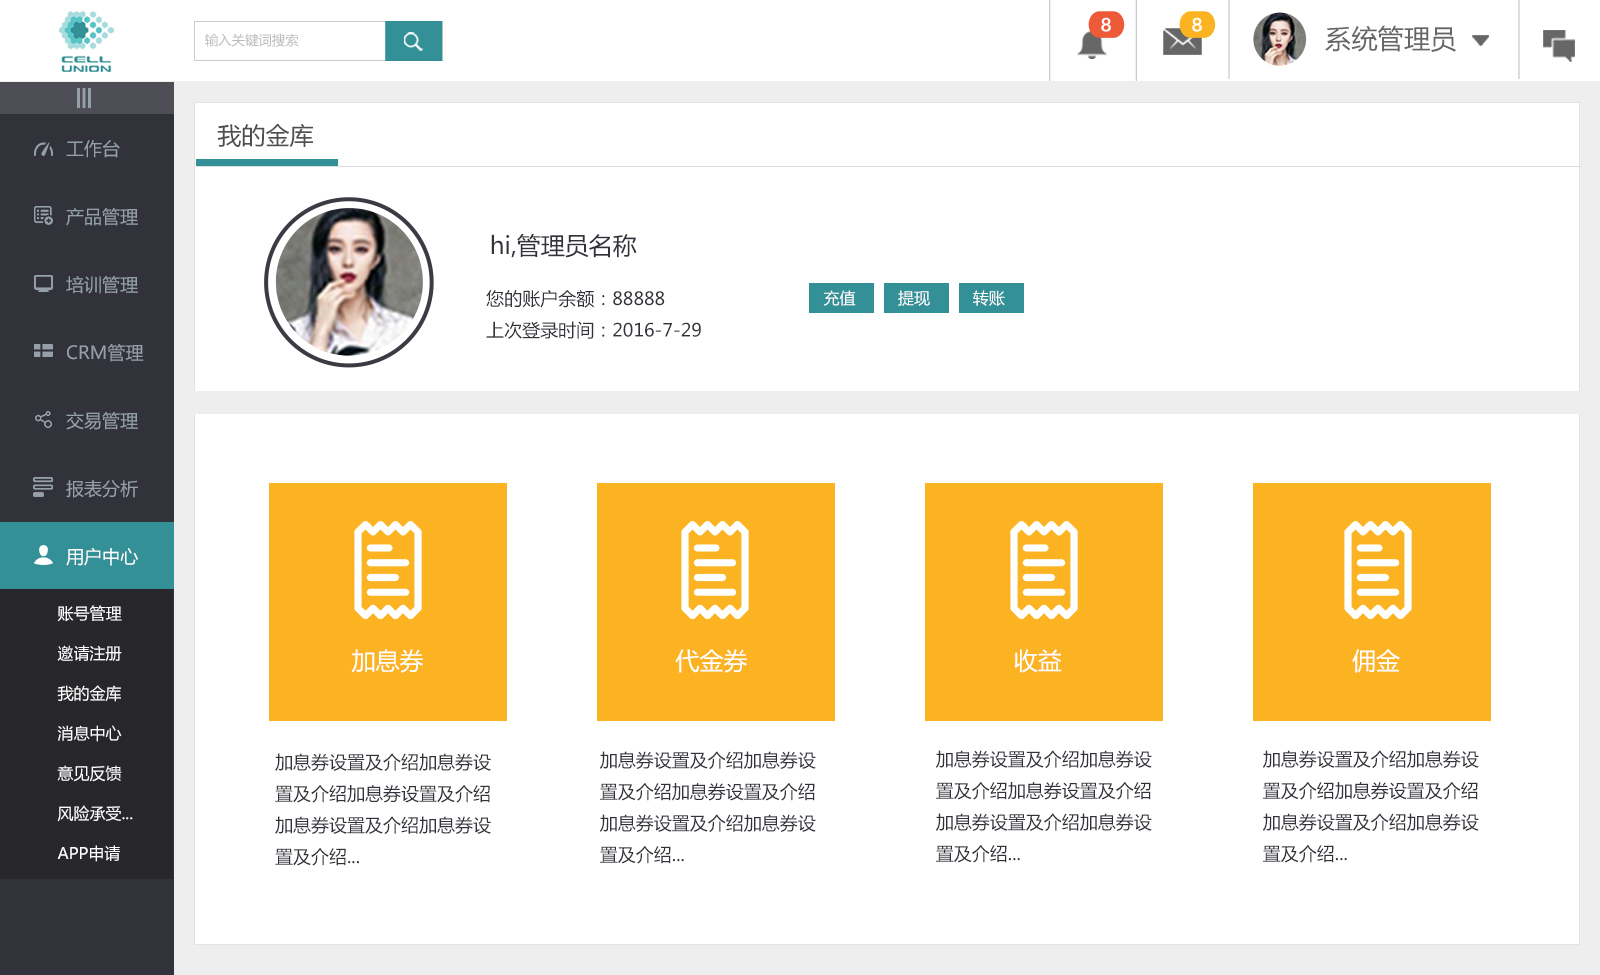 CELL
UNION
输入关键词搜索
8
8
系统管理员
工作台
产品管理
培训管理
CRM管理
交易管理
报表分析
用户中心
账号管理
邀请注册
我的金库
消息中心
意见反馈
风险承受...
APP申请
我的金库
hi,管理员名称
您的账户余额：88888
上次登录时间：2016-7-29
充值
提现
转账
加息券
加息券设置及介绍加息券设
置及介绍加息券设置及介绍
加息券设置及介绍加息券设
置及介绍...
代金券
加息券设置及介绍加息券设
置及介绍加息券设置及介绍
加息券设置及介绍加息券设
置及介绍...
收益
加息券设置及介绍加息券设
置及介绍加息券设置及介绍
加息券设置及介绍加息券设
置及介绍...
佣金
加息券设置及介绍加息券设
置及介绍加息券设置及介绍
加息券设置及介绍加息券设
置及介绍...